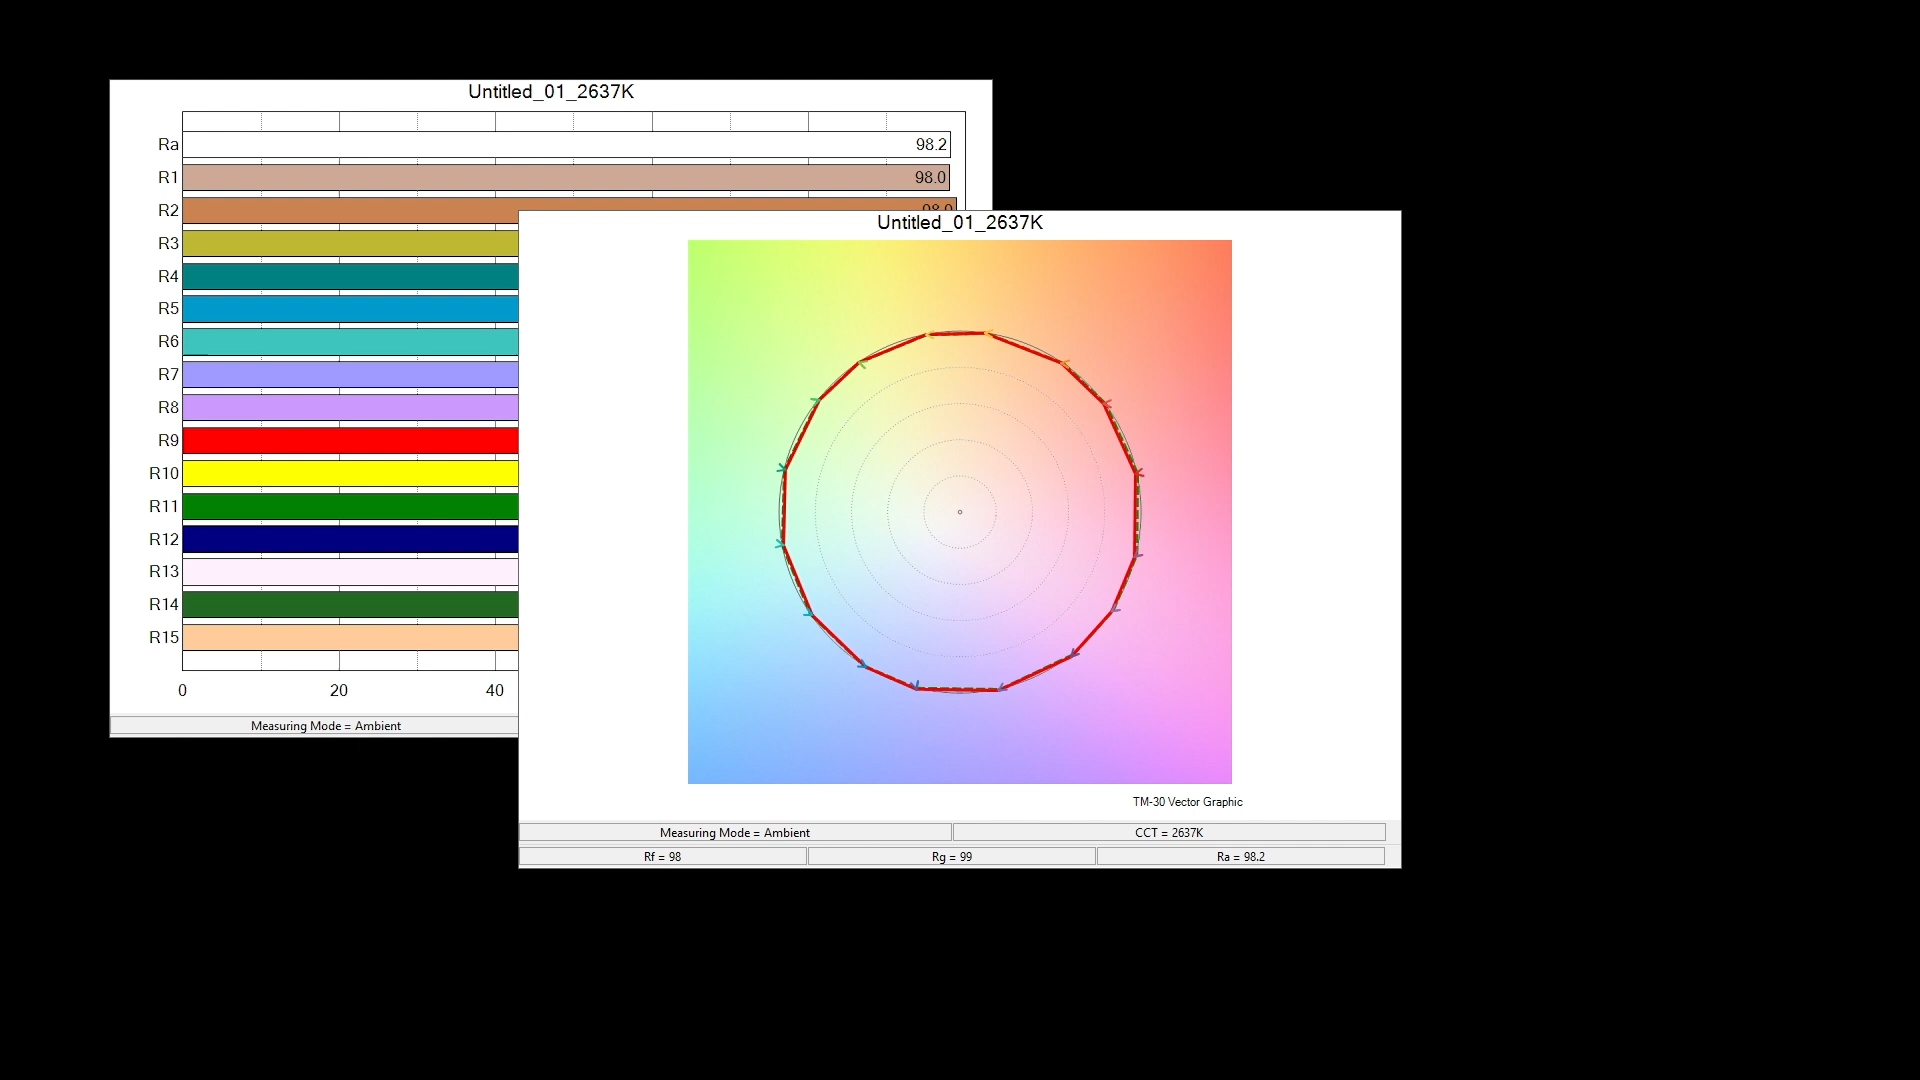 Untitled_01_2637K
Ra 98.2
R1 98.0
R2
R3
R4
R5
R6
R7
R8
R9
R10
R11
R12
R13
R14
R15
0 20 40
Measuring Mode = Ambient
Untitled_01_2637K
TM-30 Vector Graphic
Measuring Mode = Ambient CCT = 2637K
Rf = 98 Rg = 99 Ra = 98.2